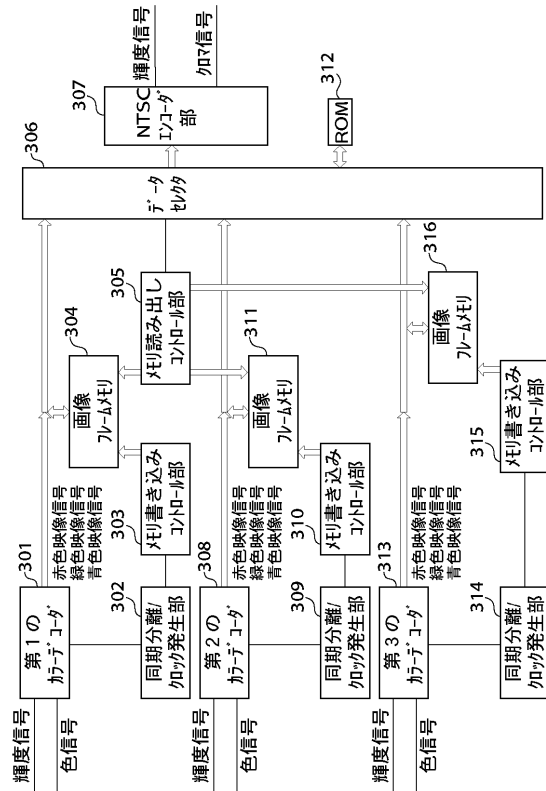 輝度信号
色信号
301
第1の
カラーデコーダ
赤色映像信号
緑色映像信号
青色映像信号
302
同期分離/
クロック発生部
303
メモリ書き込み
コントロール部
304
画像
フレームメモリ
305
メモリ読み出し
コントロール部
306
データ
セレクタ
307
NTSC
エンコーダ
部
輝度信号
クロマ信号
312
ROM
輝度信号
色信号
308
第2の
カラーデコーダ
赤色映像信号
緑色映像信号
青色映像信号
309
同期分離/
クロック発生部
310
メモリ書き込み
コントロール部
311
画像
フレームメモリ
輝度信号
色信号
313
第3の
カラーデコーダ
赤色映像信号
緑色映像信号
青色映像信号
314
同期分離/
クロック発生部
315
メモリ書き込み
コントロール部
316
画像
フレームメモリ